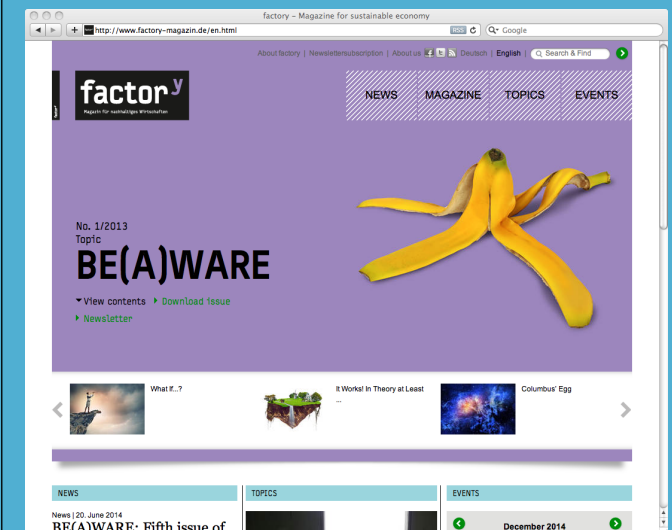 factory – Magazine for sustainable economy
http://www.factory-magazin.de/en.html
RSS
Google
About factory | Newslettersubscription | About us
Deutsch | English | Search & Find
factory
Magazin für nachhaltiges Wirtschaften
NEWS MAGAZINE TOPICS EVENTS
No. 1/2013
Topic
BE(A)WARE
View contents Download issue
Newsletter
What If...?
It Works! In Theory at Least
...
Columbus' Egg
NEWS TOPICS EVENTS
News | 20. June 2014
BE(A)WARE: Fifth issue of
December 2014